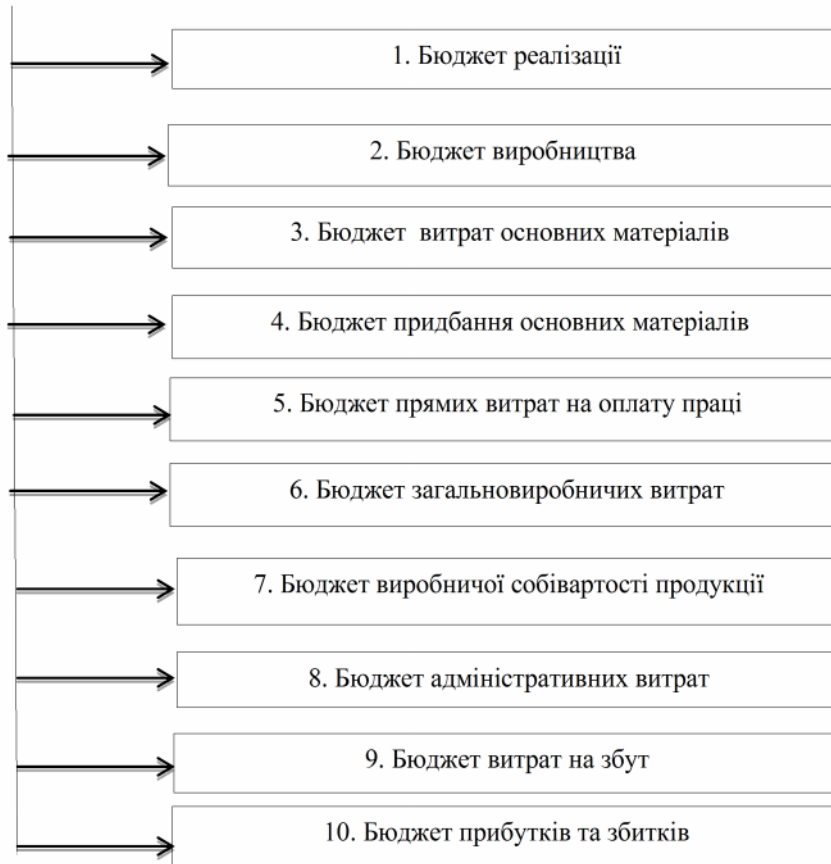 1. Бюджет реалізації
2. Бюджет виробництва
3. Бюджет витрат основних матеріалів
4. Бюджет придбання основних матеріалів
5. Бюджет прямих витрат на оплату праці
6. Бюджет загальновиробничих витрат
7. Бюджет виробничої собівартості продукції
8. Бюджет адміністративних витрат
9. Бюджет витрат на збут
10. Бюджет прибутків та збитків